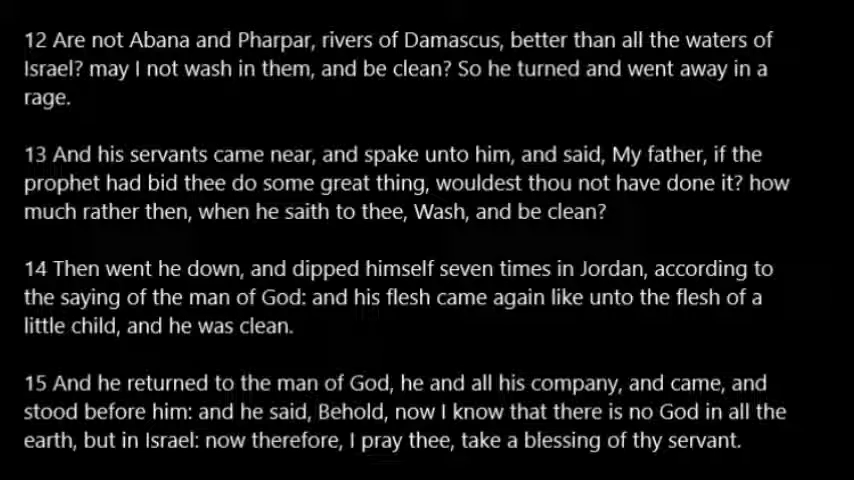 12 Are not Abana and Pharpar, rivers of Damascus, better than all the waters of
Israel? may I not wash in them, and be clean? So he turned and went away in a
rage.
13 And his servants came near, and spake unto him, and said, My father, if the
prophet had bid thee do some great thing, wouldest thou not have done it? how
much rather then, when he saith to thee, Wash, and be clean?
14 Then went he down, and dipped himself seven times in Jordan, according to
the saying of the man of God: and his flesh came again like unto the flesh of a
little child, and he was clean.
15 And he returned to the man of God, he and all his company, and came, and
stood before him: and he said, Behold, now I know that there is no God in all the
earth, but in Israel: now therefore, I pray thee, take a blessing of thy servant.